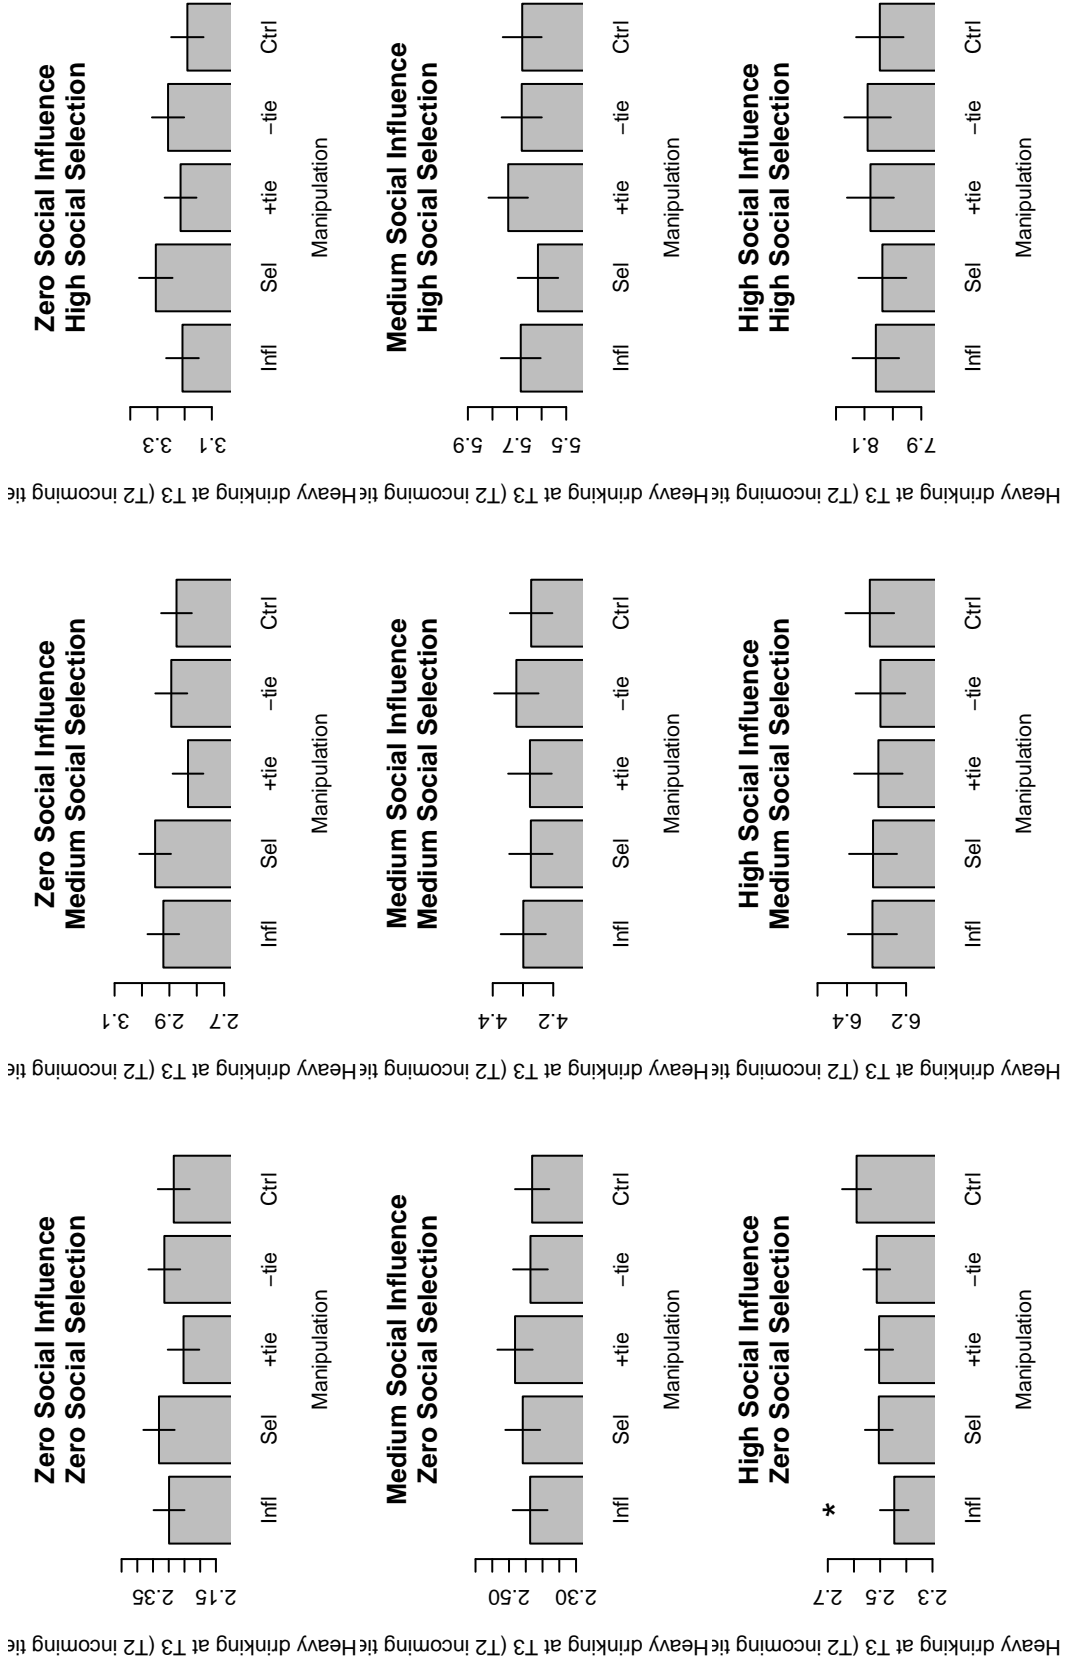 Zero Social Influence
Zero Social Selection
Heavy drinking at T3 (T2 incoming tie
2.35
2.15
Infl Sel +tie −tie Ctrl
Manipulation
Zero Social Influence
Medium Social Selection
Heavy drinking at T3 (T2 incoming tie
3.1
2.9
2.7
Infl Sel +tie −tie Ctrl
Manipulation
Zero Social Influence
High Social Selection
Heavy drinking at T3 (T2 incoming tie
3.3
3.1
Infl Sel +tie −tie Ctrl
Manipulation
Medium Social Influence
Zero Social Selection
Heavy drinking at T3 (T2 incoming tie
2.50
2.30
Infl Sel +tie −tie Ctrl
Manipulation
Medium Social Influence
Medium Social Selection
Heavy drinking at T3 (T2 incoming tie
4.4
4.2
Infl Sel +tie −tie Ctrl
Manipulation
Medium Social Influence
High Social Selection
Heavy drinking at T3 (T2 incoming tie
5.9
5.7
5.5
Infl Sel +tie −tie Ctrl
Manipulation
High Social Influence
Zero Social Selection
Heavy drinking at T3 (T2 incoming tie
2.7
2.5
2.3
*
Infl Sel +tie −tie Ctrl
Manipulation
High Social Influence
Medium Social Selection
Heavy drinking at T3 (T2 incoming tie
6.4
6.2
Infl Sel +tie −tie Ctrl
Manipulation
High Social Influence
High Social Selection
Heavy drinking at T3 (T2 incoming tie
8.1
7.9
Infl Sel +tie −tie Ctrl
Manipulation